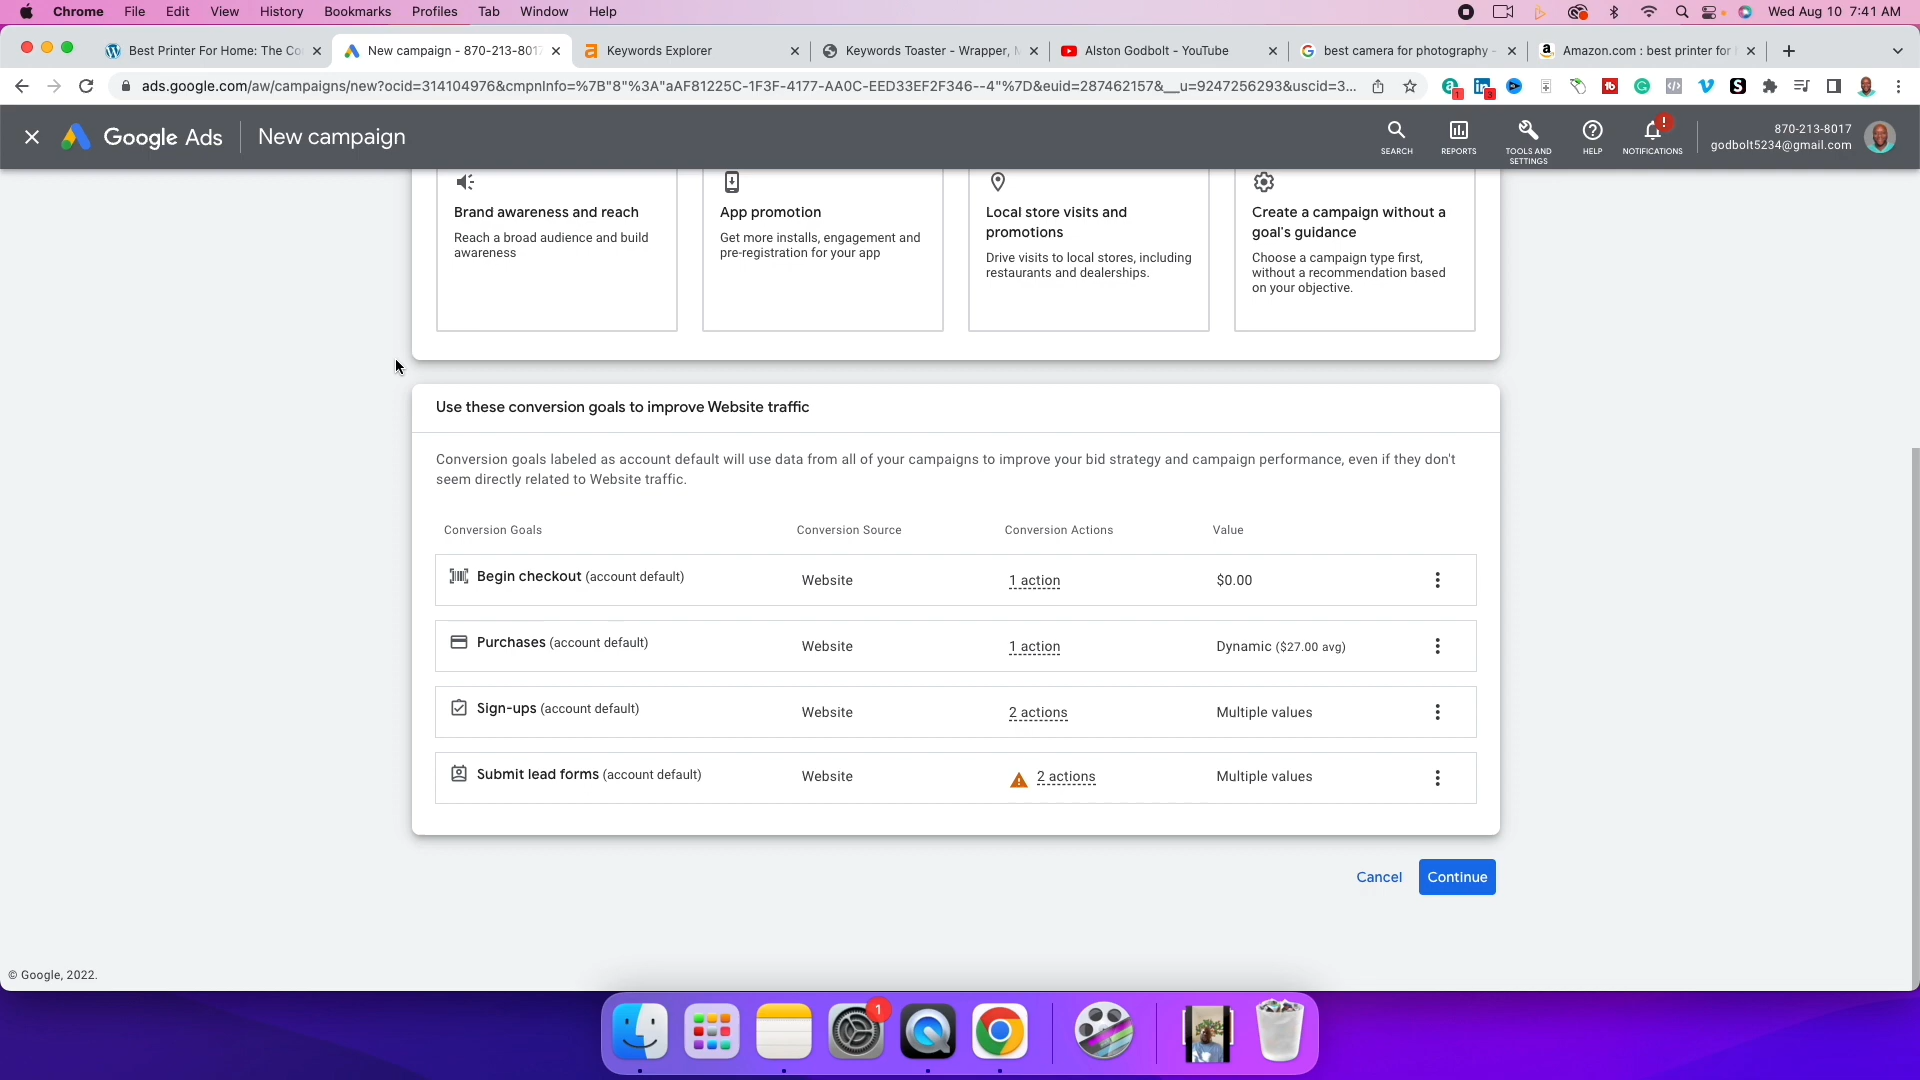 Chrome File Edit View History Bookmarks Profiles Tab Window Help Wed Aug 10 7:41 AM
Best Printer For Home: The Co New campaign - 870-213-801 Keywords Explorer Keywords Toaster - Wrapper, Alston Godbolt - YouTube best camera for photography - Amazon.com : best printer for
ads.google.com/aw/campaigns/new?ocid=314104976&cmpnInfo=%7B"8"%3A"aAF81225C-1F3F-4177-AA0C-EED33EF2F346--4"%7D&euid=287462157&__u=9247256293&uscid=3...
Google Ads New campaign
SEARCH REPORTS TOOLS AND SETTINGS HELP NOTIFICATIONS
870-213-8017
godbolt5234@gmail.com
Brand awareness and reach
Reach a broad audience and build
awareness
App promotion
Get more installs, engagement and
pre-registration for your app
Local store visits and
promotions
Drive visits to local stores, including
restaurants and dealerships.
Create a campaign without a
goal's guidance
Choose a campaign type first,
without a recommendation based
on your objective.
Use these conversion goals to improve Website traffic
Conversion goals labeled as account default will use data from all of your campaigns to improve your bid strategy and campaign performance, even if they don't
seem directly related to Website traffic.
Conversion Goals Conversion Source Conversion Actions Value
Begin checkout (account default) Website 1 action $0.00
Purchases (account default) Website 1 action Dynamic ($27.00 avg)
Sign-ups (account default) Website 2 actions Multiple values
Submit lead forms (account default) Website 2 actions Multiple values
Cancel Continue
© Google, 2022.
1